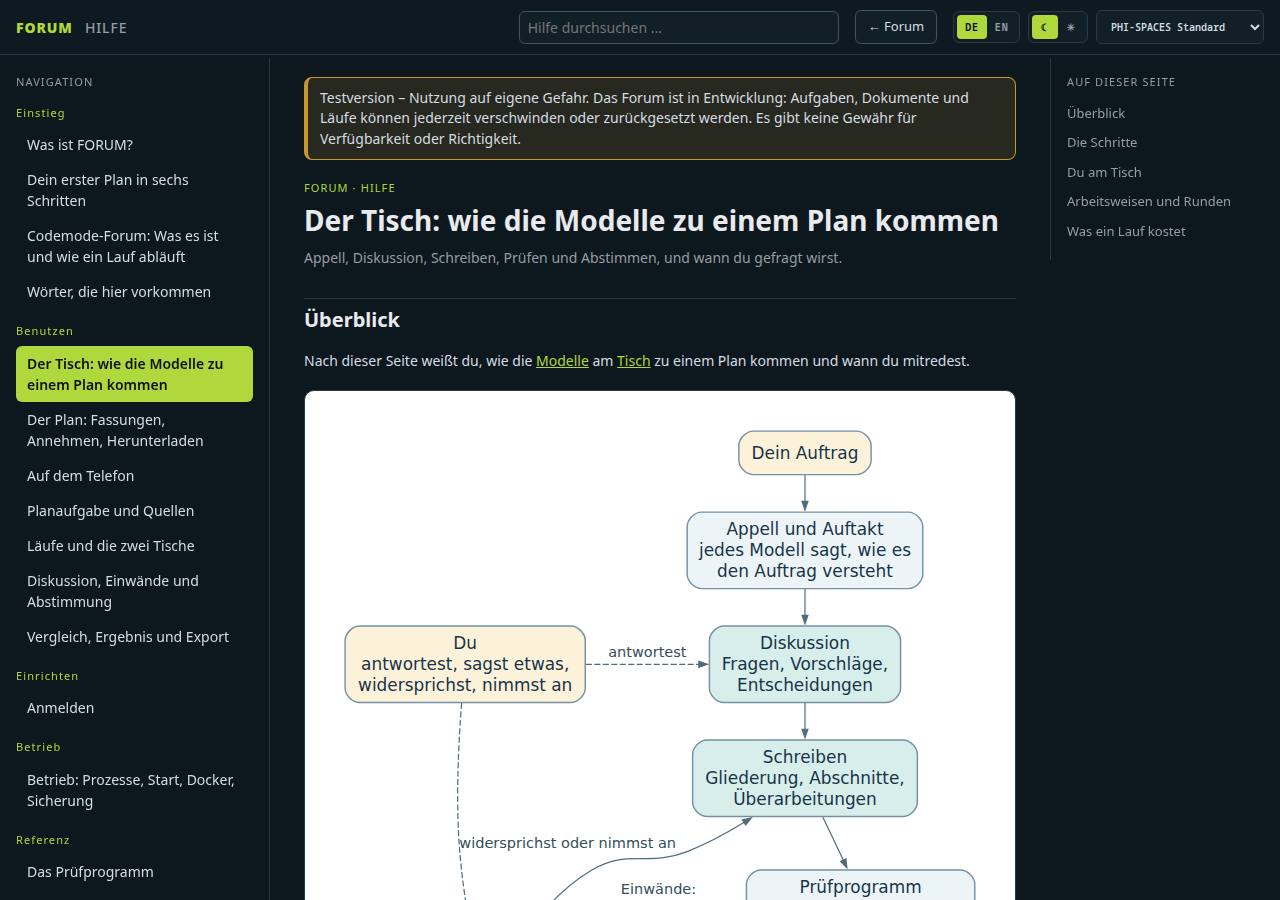 FORUM HILFE
Hilfe durchsuchen ...
← Forum
DE EN
☾ ☀
PHI-SPACES Standard
NAVIGATION
Einstieg
Was ist FORUM?
Dein erster Plan in sechs
Schritten
Codemode-Forum: Was es ist
und wie ein Lauf abläuft
Wörter, die hier vorkommen
Benutzen
Der Tisch: wie die Modelle zu
einem Plan kommen
Der Plan: Fassungen,
Annehmen, Herunterladen
Auf dem Telefon
Planaufgabe und Quellen
Läufe und die zwei Tische
Diskussion, Einwände und
Abstimmung
Vergleich, Ergebnis und Export
Einrichten
Anmelden
Betrieb
Betrieb: Prozesse, Start, Docker,
Sicherung
Referenz
Das Prüfprogramm
Testversion – Nutzung auf eigene Gefahr. Das Forum ist in Entwicklung: Aufgaben, Dokumente und
Läufe können jederzeit verschwinden oder zurückgesetzt werden. Es gibt keine Gewähr für
Verfügbarkeit oder Richtigkeit.
FORUM · HILFE
Der Tisch: wie die Modelle zu einem Plan kommen
Appell, Diskussion, Schreiben, Prüfen und Abstimmen, und wann du gefragt wirst.
Überblick
Nach dieser Seite weißt du, wie die Modelle am Tisch zu einem Plan kommen und wann du mitredest.
Dein Auftrag
Appell und Auftakt
jedes Modell sagt, wie es
den Auftrag versteht
Du
antwortest, sagst etwas,
widersprichst, nimmst an
antwortest
Diskussion
Fragen, Vorschläge,
Entscheidungen
Schreiben
Gliederung, Abschnitte,
Überarbeitungen
widersprichst oder nimmst an
Einwände:
Prüfprogramm
AUF DIESER SEITE
Überblick
Die Schritte
Du am Tisch
Arbeitsweisen und Runden
Was ein Lauf kostet